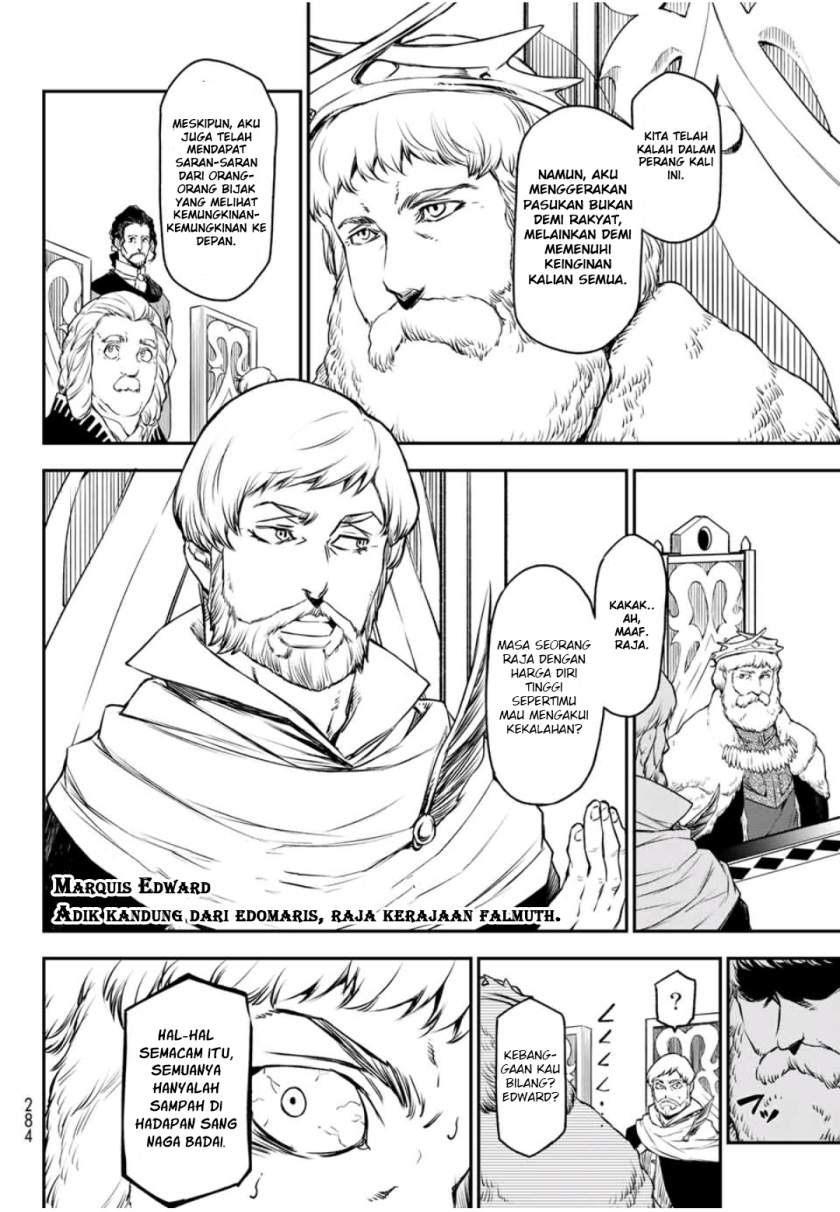 KITA TELAH
KALAH DALAM
PERANG KALI
INI.
NAMUN, AKU
MENGGERAKAN
PASUKAN BUKAN
DEMI RAKYAT,
MELAINKAN DEMI
MEMENUHI
KEINGINAN
KALIAN SEMUA.
MESKIPUN, AKU
JUGA TELAH
MENDAPAT
SARAN-SARAN
DARI ORANG-
ORANG BIJAK
YANG MELIHAT
KEMUNGKINAN-
KEMUNGKINAN KE
DEPAN.
KAKAK..
AH,
MAAF.
RAJA.
MASA SEORANG
RAJA DENGAN
HARGA DIRI
TINGGI
SEPERTIMU
MAU MENGAKUI
KEKALAHAN?
MARQUIS EDWARD
ADIK KANDUNG DARI EDOMARIS, RAJA KERAJAAN FALMUTH.
?
KEBANG-
GAAN KAU
BILANG?
EDWARD?
HAL-HAL
SEMACAM ITU,
SEMUANYA
HANYALAH
SAMPAH DI
HADAPAN SANG
NAGA BADAI.
284